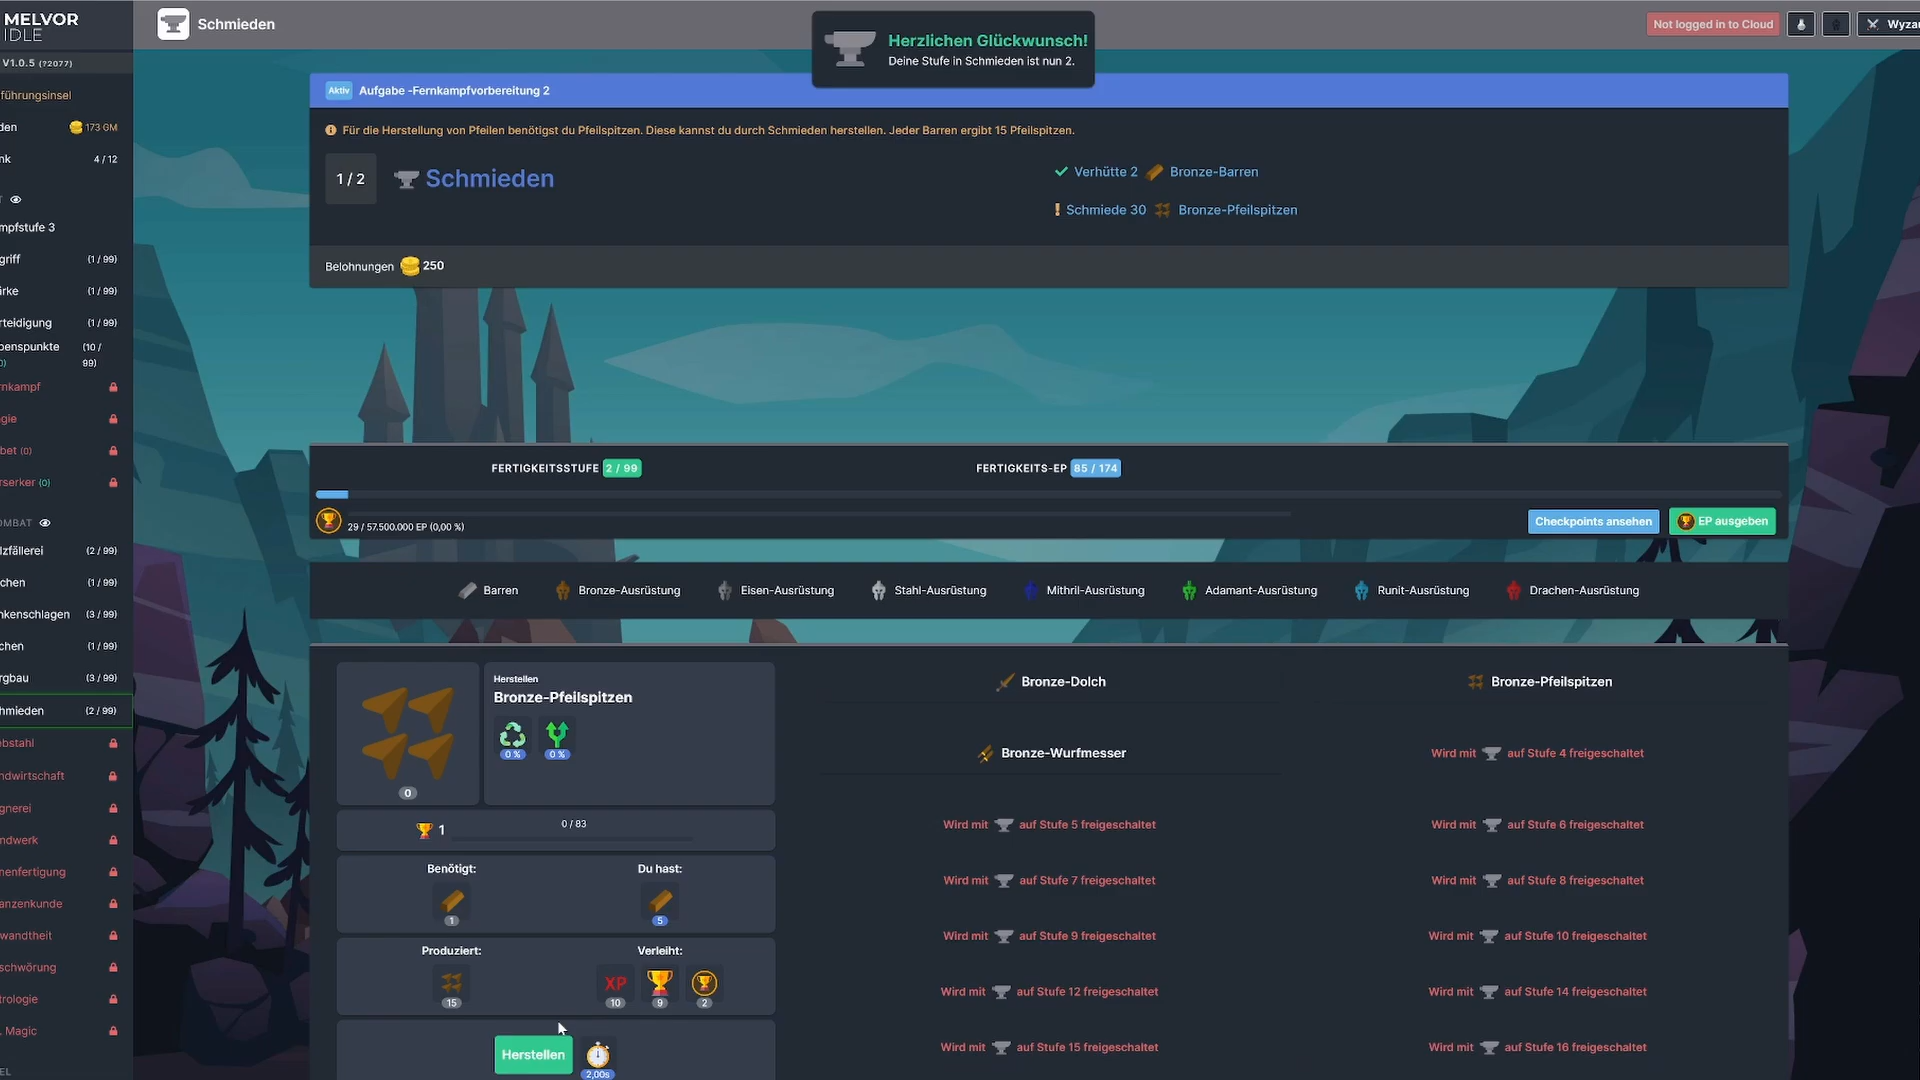 MELVOR
IDLE
V1.0.5 (?2077)
Schmieden
Not logged in to Cloud
Herzlichen Glückwunsch!
Deine Stufe in Schmieden ist nun 2.
173 GM
4 / 12
Aktiv Aufgabe -Fernkampfvorbereitung 2
Für die Herstellung von Pfeilen benötigst du Pfeilspitzen. Diese kannst du durch Schmieden herstellen. Jeder Barren ergibt 15 Pfeilspitzen.
1 / 2
Schmieden
Verhütte 2 Bronze-Barren
Schmiede 30 Bronze-Pfeilspitzen
Belohnungen 250
führungsinsel
den
nk
T
mpfstufe 3
griff (1 / 99)
irke (1 / 99)
rteidigung (1 / 99)
benspunkte (10 / 99)
0)
rnkampf
gie
bet (0)
rserker (0)
OMBAT
lzfällerei (2 / 99)
chen (1 / 99)
nkenschlagen (3 / 99)
chen (1 / 99)
rgbau (3 / 99)
hmieden (2 / 99)
ebstahl
ndwirtschaft
gnerei
ndwerk
nenfertigung
anzenkunde
wandtheit
schwörung
trologie
. Magic
EL
FERTIGKEITSSTUFE 2 / 99
FERTIGKEITS-EP 85 / 174
29 / 57.500.000 EP (0,00 %)
Checkpoints ansehen
EP ausgeben
Barren
Bronze-Ausrüstung
Eisen-Ausrüstung
Stahl-Ausrüstung
Mithril-Ausrüstung
Adamant-Ausrüstung
Runit-Ausrüstung
Drachen-Ausrüstung
Herstellen
Bronze-Pfeilspitzen
0 %
0 %
0
1
0 / 83
Benötigt:
Du hast:
1
5
Produziert:
Verleiht:
15
XP
10
9
2
Herstellen
2,00s
Bronze-Dolch
Bronze-Pfeilspitzen
Bronze-Wurfmesser
Wird mit auf Stufe 4 freigeschaltet
Wird mit auf Stufe 5 freigeschaltet
Wird mit auf Stufe 6 freigeschaltet
Wird mit auf Stufe 7 freigeschaltet
Wird mit auf Stufe 8 freigeschaltet
Wird mit auf Stufe 9 freigeschaltet
Wird mit auf Stufe 10 freigeschaltet
Wird mit auf Stufe 12 freigeschaltet
Wird mit auf Stufe 14 freigeschaltet
Wird mit auf Stufe 15 freigeschaltet
Wird mit auf Stufe 16 freigeschaltet